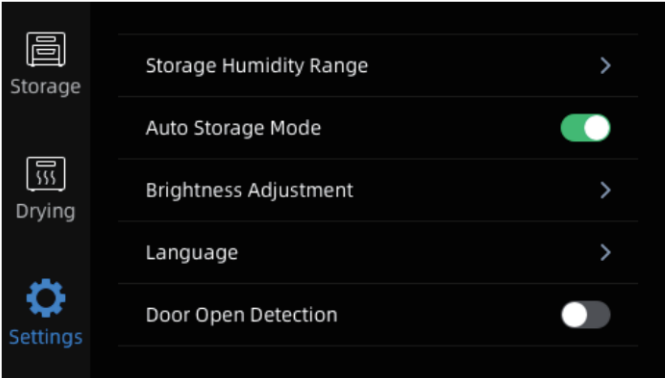 Storage
Drying
Settings
Storage Humidity Range
Auto Storage Mode
Brightness Adjustment
Language
Door Open Detection